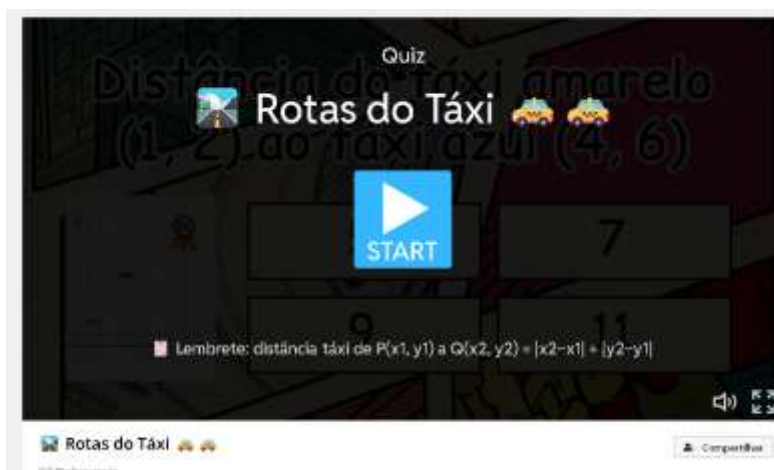 Quiz
Rotas do Táxi
Distância do táxi amarelo
(1, 2) ao táxi azul (4, 6)
START
7
9
11
Lembrete: distância táxi de P(x1, y1) a Q(x2, y2) = |x2-x1| + |y2-y1|
Rotas do Táxi
Compartilhar